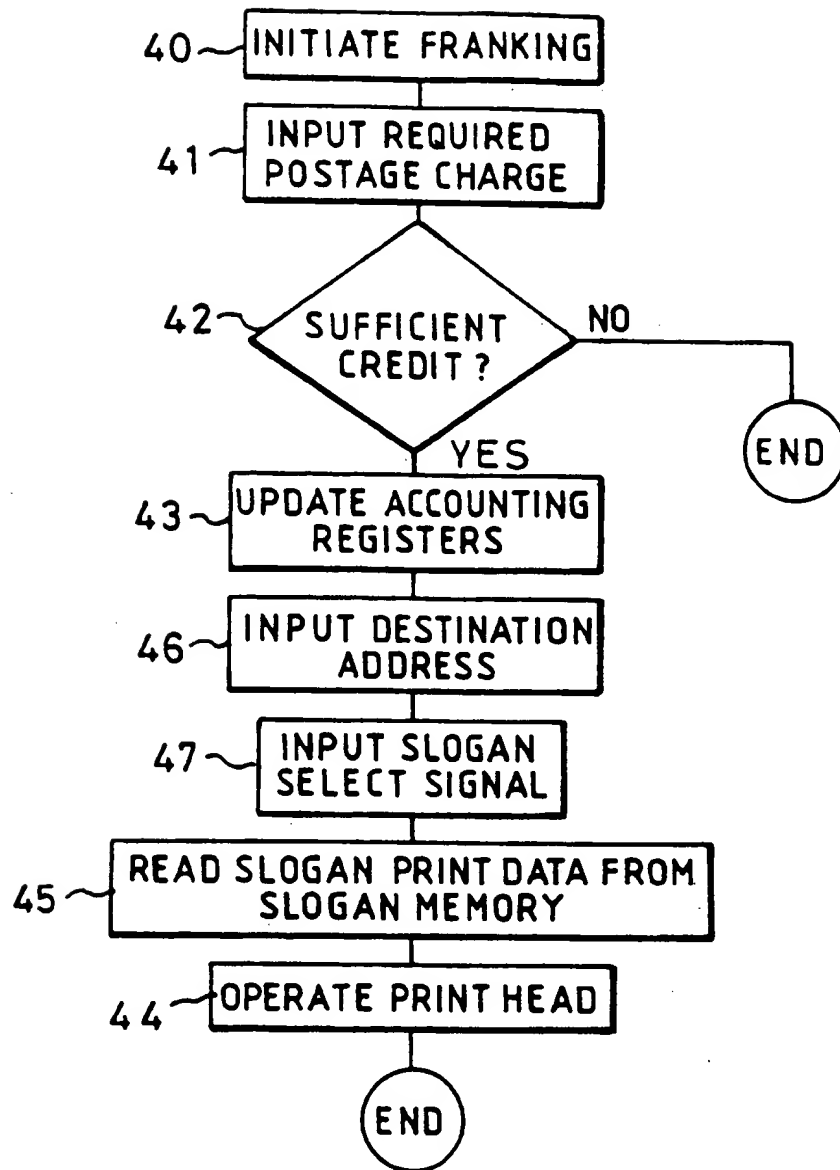 40 INITIATE FRANKING
41 INPUT REQUIRED
POSTAGE CHARGE
42 SUFFICIENT
CREDIT ?
NO
END
YES
43 UPDATE ACCOUNTING
REGISTERS
46 INPUT DESTINATION
ADDRESS
47 INPUT SLOGAN
SELECT SIGNAL
45 READ SLOGAN PRINT DATA FROM
SLOGAN MEMORY
44 OPERATE PRINT HEAD
END